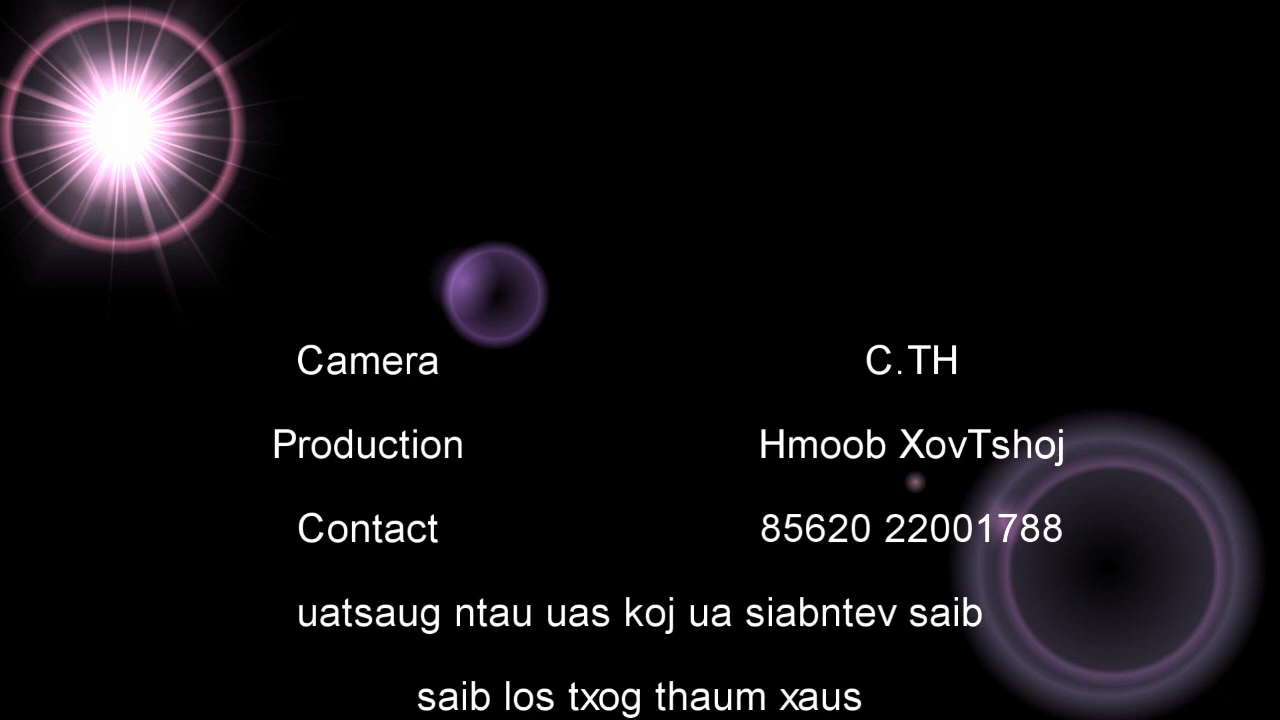 Camera C.TH
Production Hmoob XovTshoj
Contact 85620 22001788
uatsaug ntau uas koj ua siabntev saib
saib los txog thaum xaus